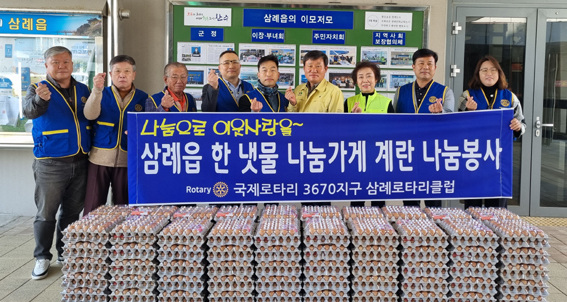 삼례읍의 이모저모
군정
이장·부녀회
주민자치회
지역사회
보장협의체
삼례읍
나눔으로 이웃사랑을~
삼례읍 한 냇물 나눔가게 계란 나눔봉사
Rotary 국제로타리 3670지구 삼례로타리클럽